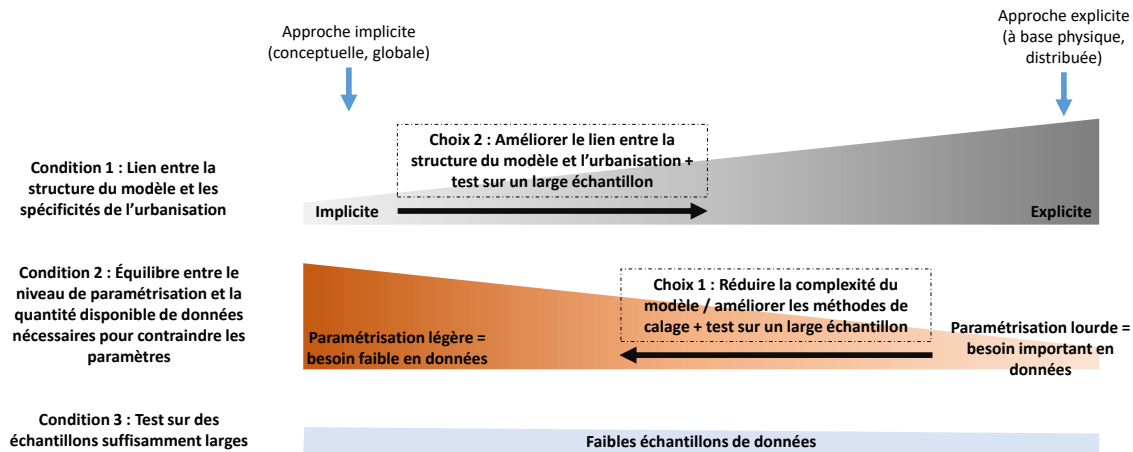 Approche implicite
(conceptuelle, globale)
Approche explicite
(à base physique,
distribuée)
Condition 1 : Lien entre la
structure du modèle et les
spécificités de l'urbanisation
Choix 2 : Améliorer le lien entre la
structure du modèle et l'urbanisation +
test sur un large échantillon
Implicite
Explicite
Condition 2 : Équilibre entre le
niveau de paramétrisation et la
quantité disponible de données
nécessaires pour contraindre les
paramètres
Paramétrisation légère =
besoin faible en données
Choix 1 : Réduire la complexité du
modèle / améliorer les méthodes de
calage + test sur un large échantillon
Paramétrisation lourde =
besoin important en
données
Condition 3 : Test sur des
échantillons suffisamment larges
Faibles échantillons de données